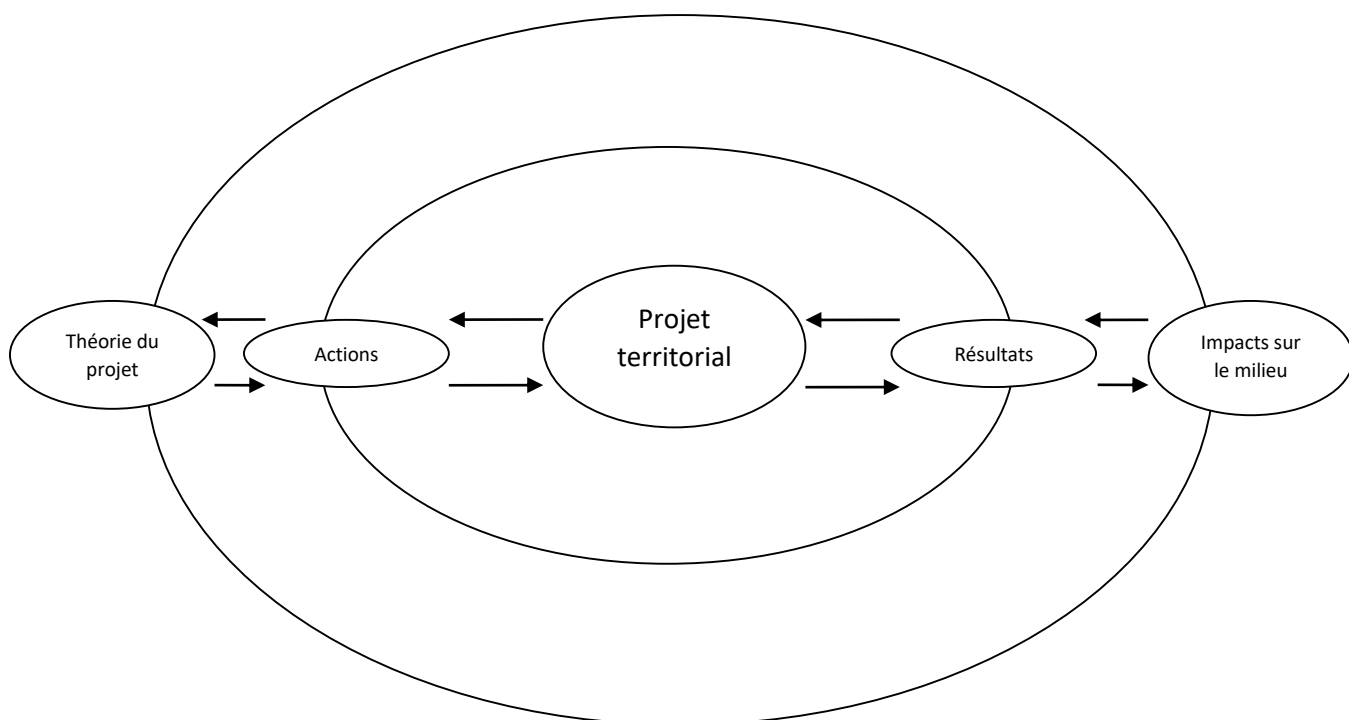 Projet
territorial
Théorie du
projet
Actions
Résultats
Impacts sur
le milieu